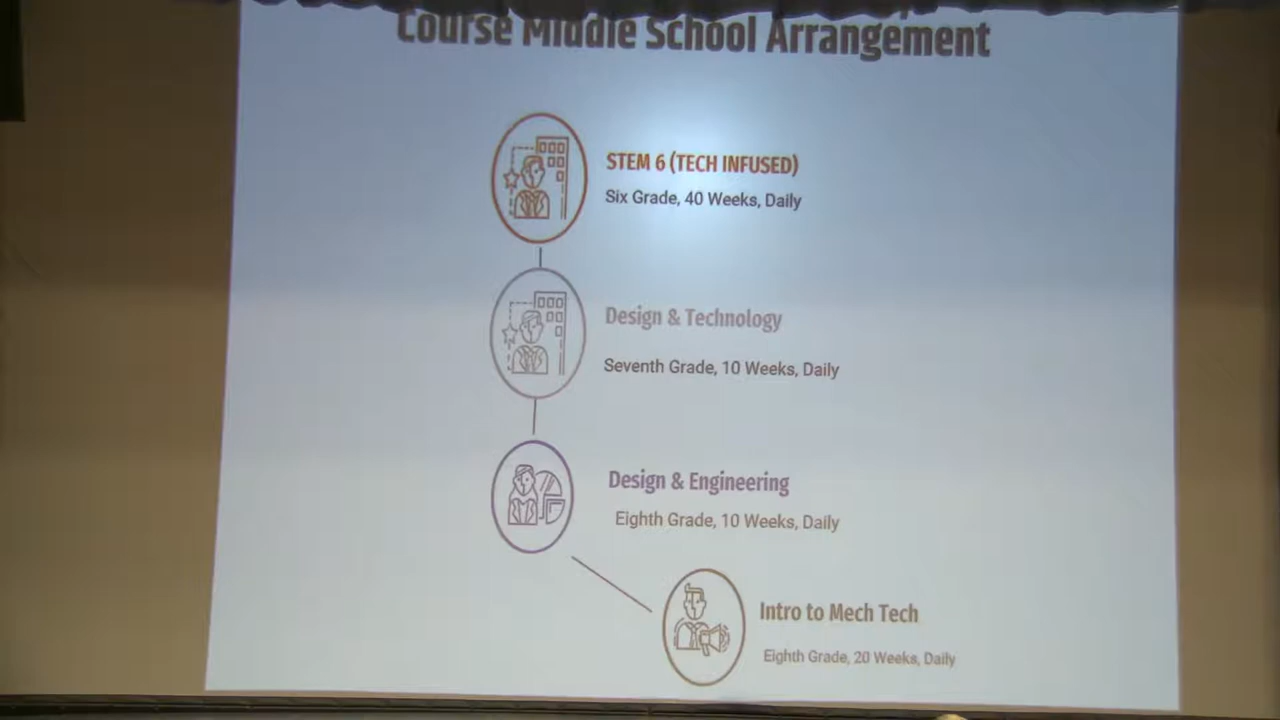 Course Middle School Arrangement
STEM 6 (TECH INFUSED)
Six Grade, 40 Weeks, Daily
Design & Technology
Seventh Grade, 10 Weeks, Daily
Design & Engineering
Eighth Grade, 10 Weeks, Daily
Intro to Mech Tech
Eighth Grade, 20 Weeks, Daily